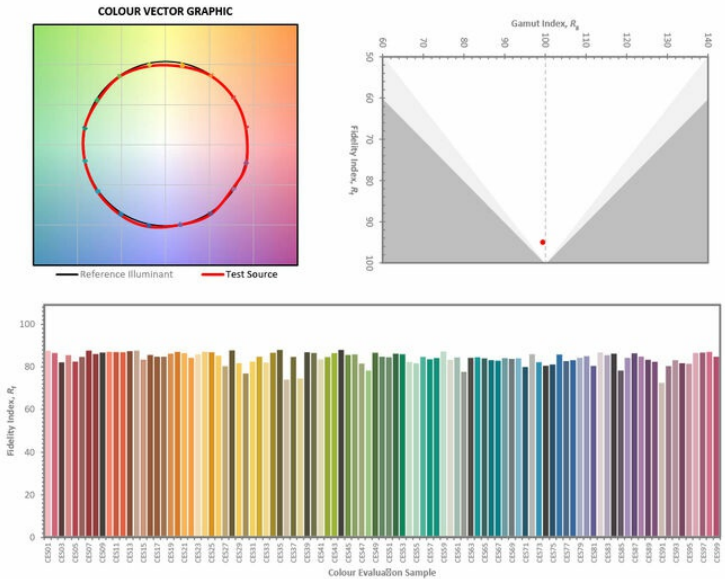 COLOUR VECTOR GRAPHIC
Reference Illuminant Test Source
Gamut Index, Rg
60 70 80 90 100 110 120 130 140
Fidelity Index, Rf
50
60
70
80
90
100
Fidelity Index, Rf
100
80
60
40
20
0
CES01 CES03 CES05 CES07 CES09 CES11 CES13 CES15 CES17 CES19 CES21 CES23 CES25 CES27 CES29 CES31 CES33 CES35 CES37 CES39 CES41 CES43 CES45 CES47 CES49 CES51 CES53 CES55 CES57 CES59 CES61 CES63 CES65 CES67 CES69 CES71 CES73 CES75 CES77 CES79 CES81 CES83 CES85 CES87 CES89 CES91 CES93 CES95 CES97 CES99
Colour Evaluaßon Sample